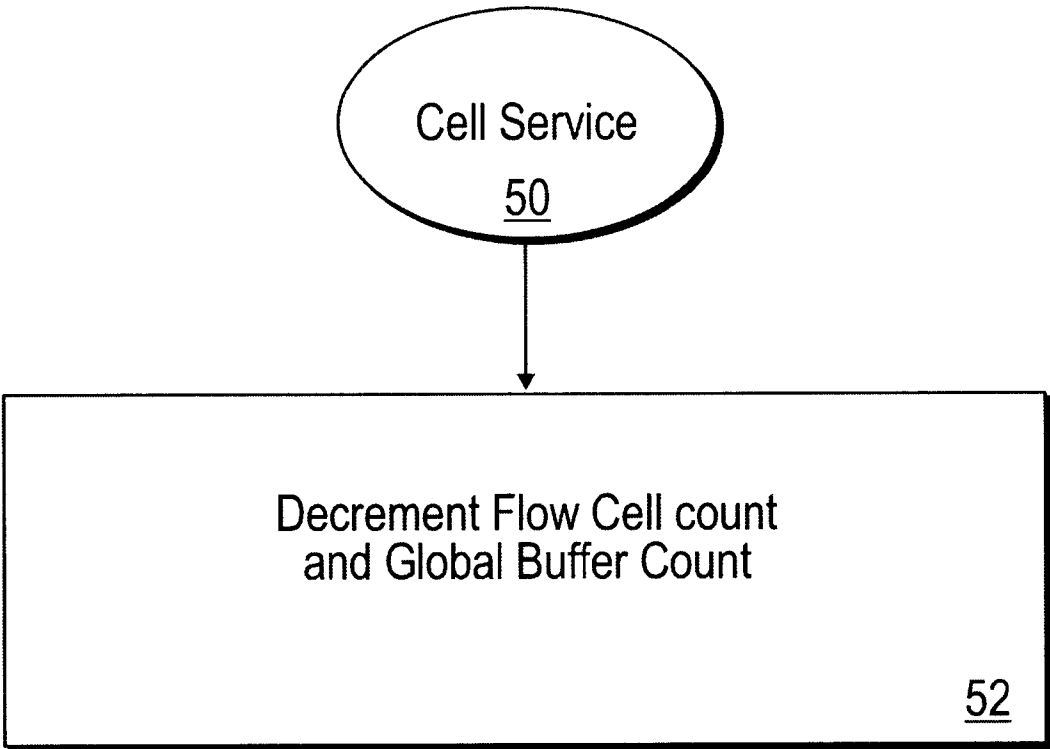 Cell Service
50
Decrement Flow Cell count
and Global Buffer Count
52